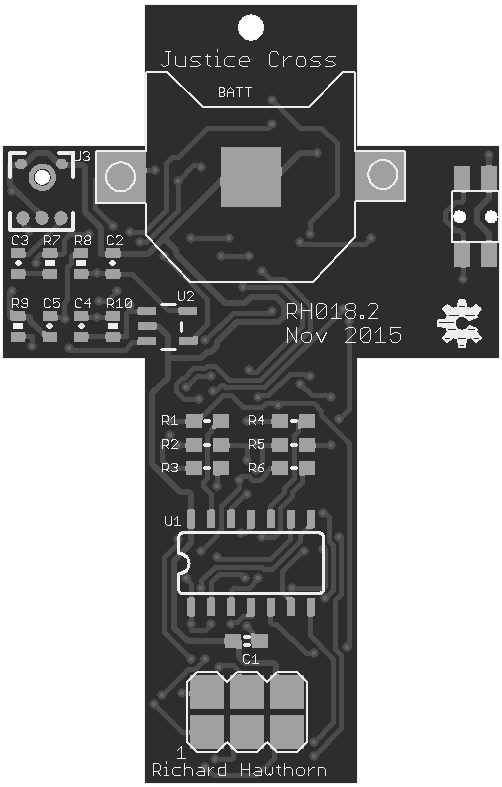 Justice Cross
BATT
U3
C3 R7 R8 C2
U2
R9 C5 C4 R10
RH018.2
Nov 2015
R1 R4
R2 R5
R3 R6
U1
C1
1
Richard Hawthorn